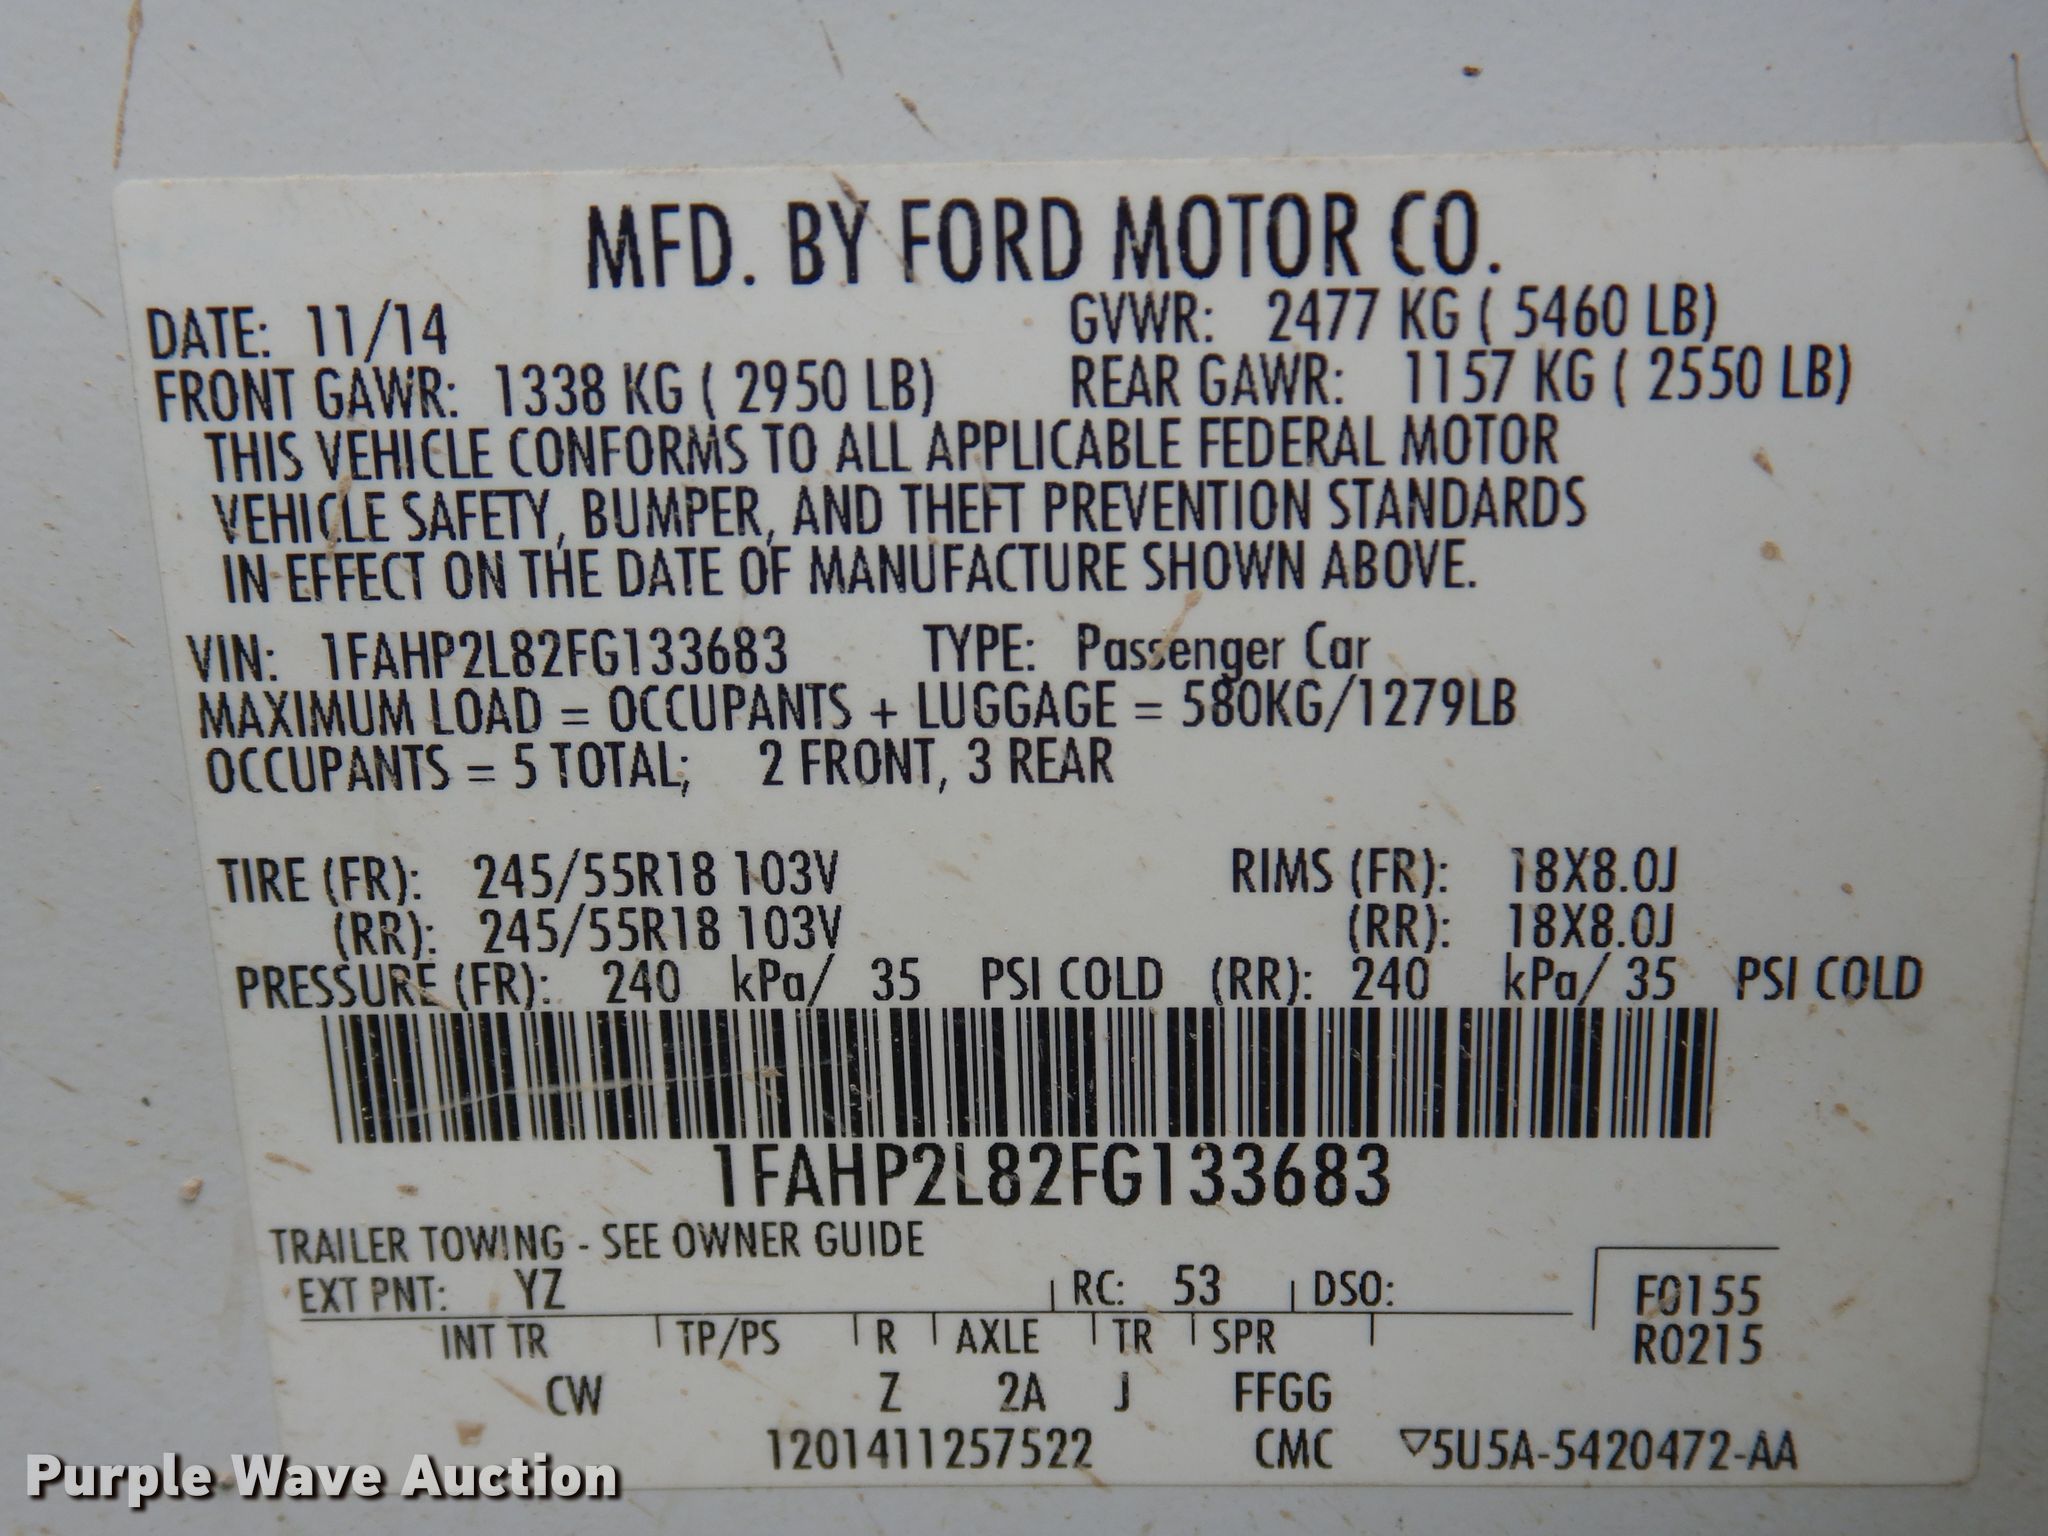 MFD. BY FORD MOTOR CO.
DATE: 11/14 GVWR: 2477 KG ( 5460 LB)
FRONT GAWR: 1338 KG ( 2950 LB) REAR GAWR: 1157 KG ( 2550 LB)
THIS VEHICLE CONFORMS TO ALL APPLICABLE FEDERAL MOTOR
VEHICLE SAFETY, BUMPER, AND THEFT PREVENTION STANDARDS
IN EFFECT ON THE DATE OF MANUFACTURE SHOWN ABOVE.
VIN: 1FAHP2L82FG133683 TYPE: Passenger Car
MAXIMUM LOAD = OCCUPANTS + LUGGAGE = 580KG/1279LB
OCCUPANTS = 5 TOTAL; 2 FRONT, 3 REAR
TIRE (FR): 245/55R18 103V RIMS (FR): 18X8.0J
(RR): 245/55R18 103V (RR): 18X8.0J
PRESSURE (FR): 240 kPa/ 35 PSI COLD (RR): 240 kPa/ 35 PSI COLD
1FAHP2L82FG133683
TRAILER TOWING - SEE OWNER GUIDE
EXT PNT: YZ RC: 53 DSO: F0155
INT TR TP/PS R AXLE TR SPR R0215
CW Z 2A J FFGG
1201411257522 CMC ▽5U5A-5420472-AA
Purple Wave Auction